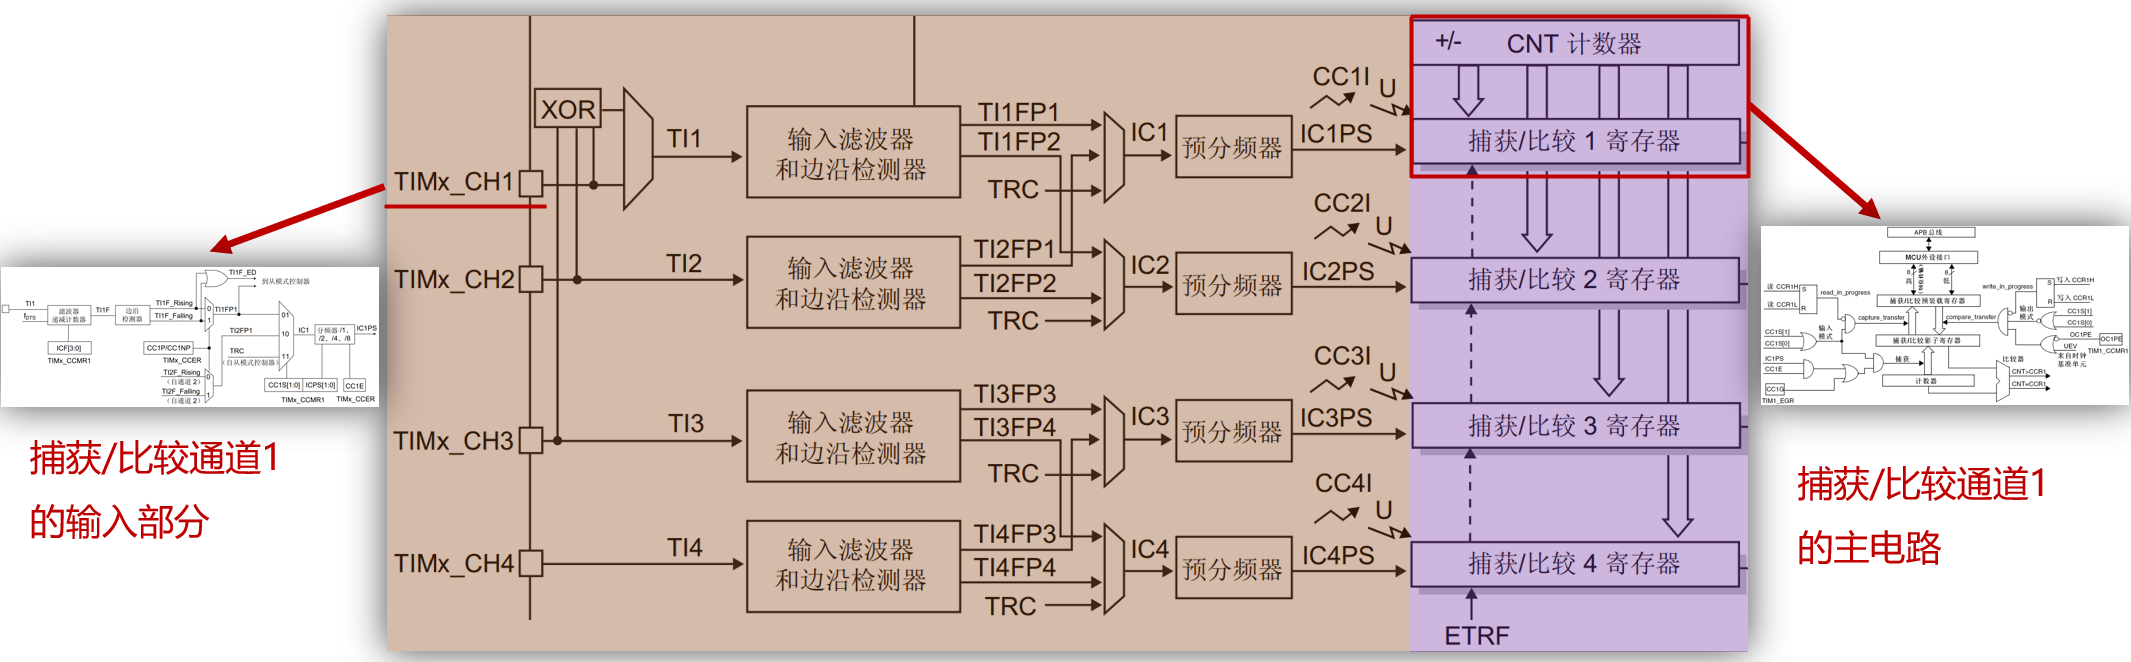 +/- CNT 计数器
CC1I U
XOR
TI1
输入滤波器
和边沿检测器
TI1FP1
TI1FP2
TRC
IC1
预分频器
IC1PS
捕获/比较 1 寄存器
TIMx_CH1
CC2I U
TIMx_CH2
TI2
输入滤波器
和边沿检测器
TI2FP1
TI2FP2
TRC
IC2
预分频器
IC2PS
捕获/比较 2 寄存器
CC3I U
TIMx_CH3
TI3
输入滤波器
和边沿检测器
TI3FP3
TI3FP4
TRC
IC3
预分频器
IC3PS
捕获/比较 3 寄存器
CC4I U
TIMx_CH4
TI4
输入滤波器
和边沿检测器
TI4FP3
TI4FP4
TRC
IC4
预分频器
IC4PS
捕获/比较 4 寄存器
ETRF
TI1F_ED
到从模式控制器
TI1
f_DTS
滤波器
递减计数器
TI1F
边沿
检测器
TI1F_Rising
TI1F_Falling
0
1
TI1FP1
01
TI2FP1
10
IC1
分频器 /1,
/2, /4, /8
IC1PS
TRC
11
(自从模式控制器)
ICF[3:0]
TIMx_CCMR1
CC1P/CC1NP
TIMx_CCER
TI2F_Rising
(自通道 2)
0
TI2F_Falling
(自通道 2)
1
CC1S[1:0]
ICPS[1:0]
CC1E
TIMx_CCMR1
TIMx_CCER
捕获/比较通道1
的输入部分
APB 总线
MCU外设接口
8
高
8
低
读 CCR1H
S
读 CCR1L
R
read_in_progress
write_in_progress
S
写入 CCR1H
R
写入 CCR1L
捕获/比较预装载寄存器
capture_transfer
compare_transfer
输出
模式
CC1S[1]
CC1S[0]
CC1S[1]
CC1S[0]
输入
模式
捕获/比较影子寄存器
OC1PE
OC1PE
UEV
TIM1_CCMR1
来自时钟
基准单元
IC1PS
CC1E
捕获
比较器
CNT>CCR1
CNT=CCR1
计数器
CC1G
TIM1_EGR
捕获/比较通道1
的主电路